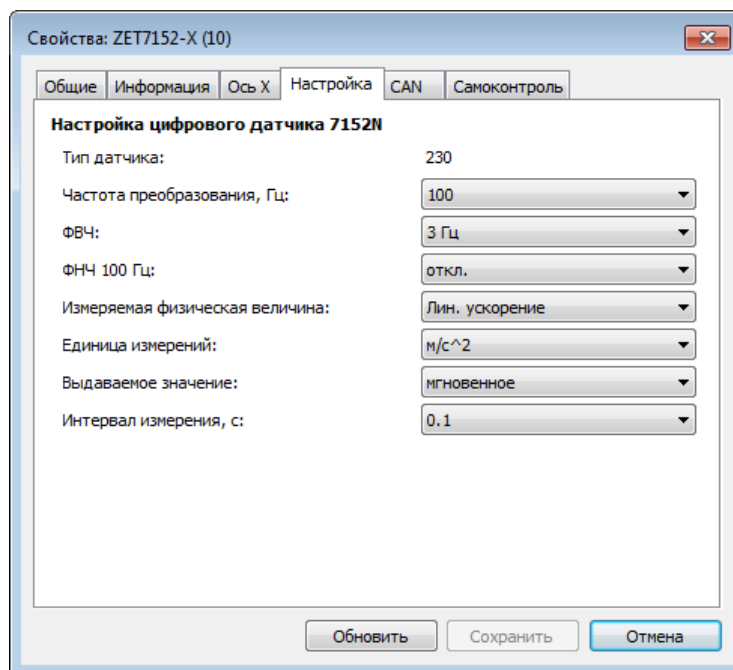 Свойства: ZET7152-X (10)
Общие Информация Ось X Настройка CAN Самоконтроль
Настройка цифрового датчика 7152N
Тип датчика: 230
Частота преобразования, Гц: 100
ФВЧ: 3 Гц
ФНЧ 100 Гц: откл.
Измеряемая физическая величина: Лин. ускорение
Единица измерений: м/с^2
Выдаваемое значение: мгновенное
Интервал измерения, с: 0.1
Обновить Сохранить Отмена